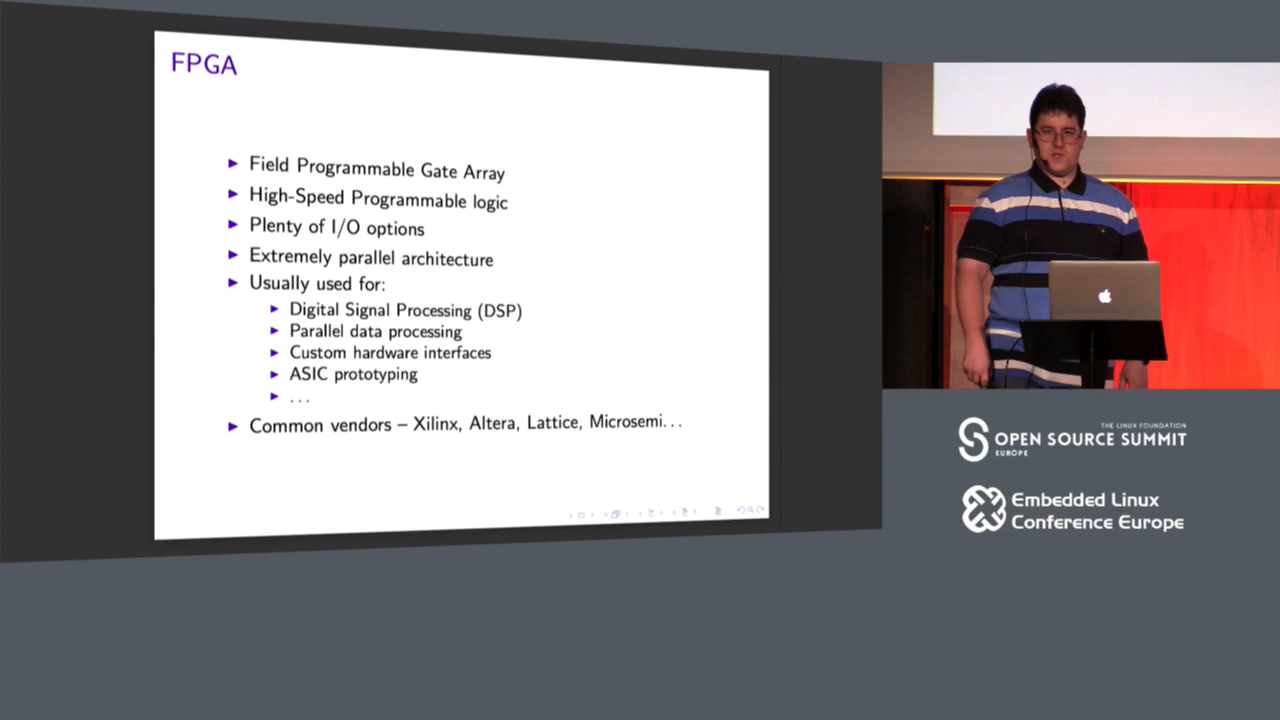 FPGA
Field Programmable Gate Array
High-Speed Programmable logic
Plenty of I/O options
Extremely parallel architecture
Usually used for:
Digital Signal Processing (DSP)
Parallel data processing
Custom hardware interfaces
ASIC prototyping
...
Common vendors – Xilinx, Altera, Lattice, Microsemi...
THE LINUX FOUNDATION
OPEN SOURCE SUMMIT
EUROPE
Embedded Linux
Conference Europe